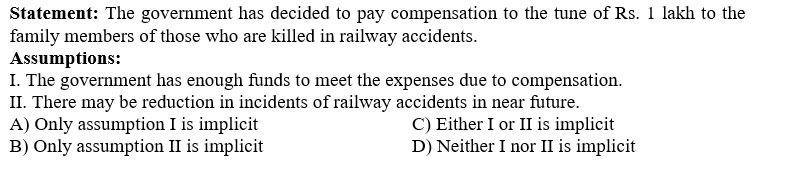 Statement: The government has decided to pay compensation to the tune of Rs. 1 lakh to the
family members of those who are killed in railway accidents.
Assumptions:
I. The government has enough funds to meet the expenses due to compensation.
II. There may be reduction in incidents of railway accidents in near future.
A) Only assumption I is implicit C) Either I or II is implicit
B) Only assumption II is implicit D) Neither I nor II is implicit